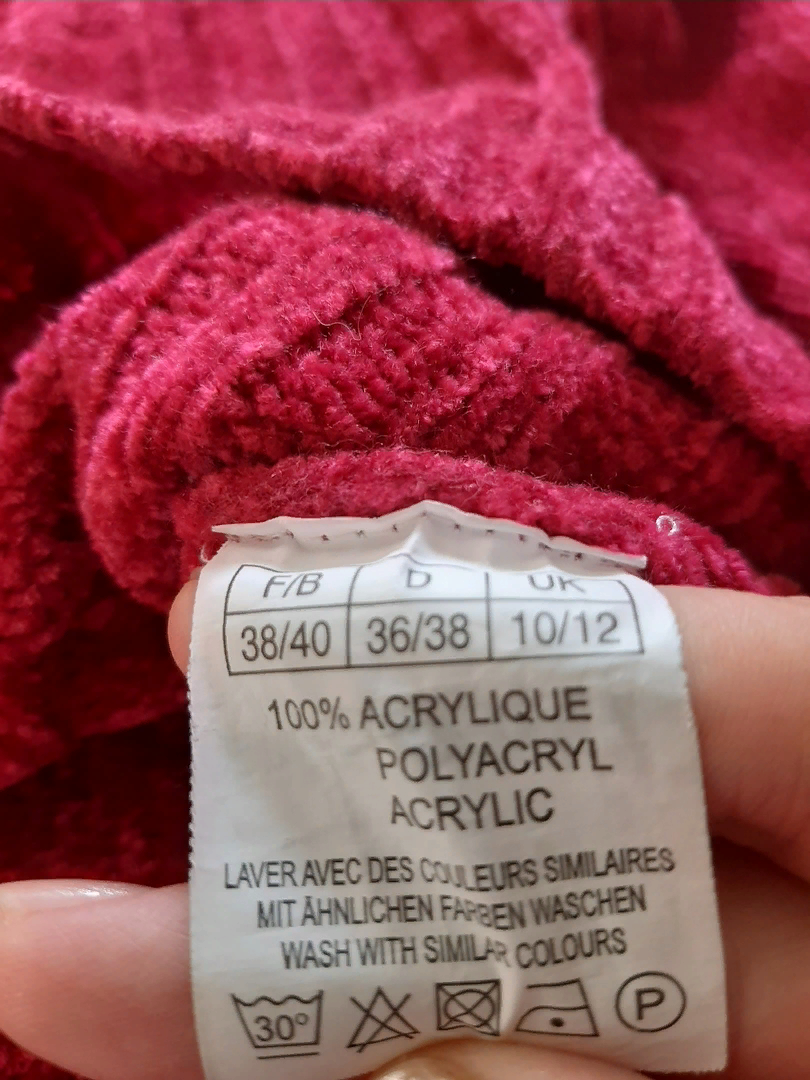 F/B D UK
38/40 36/38 10/12
100% ACRYLIQUE
POLYACRYL
ACRYLIC
LAVER AVEC DES COULEURS SIMILAIRES
MIT ÄHNLICHEN FARBEN WASCHEN
WASH WITH SIMILAR COLOURS
30° P